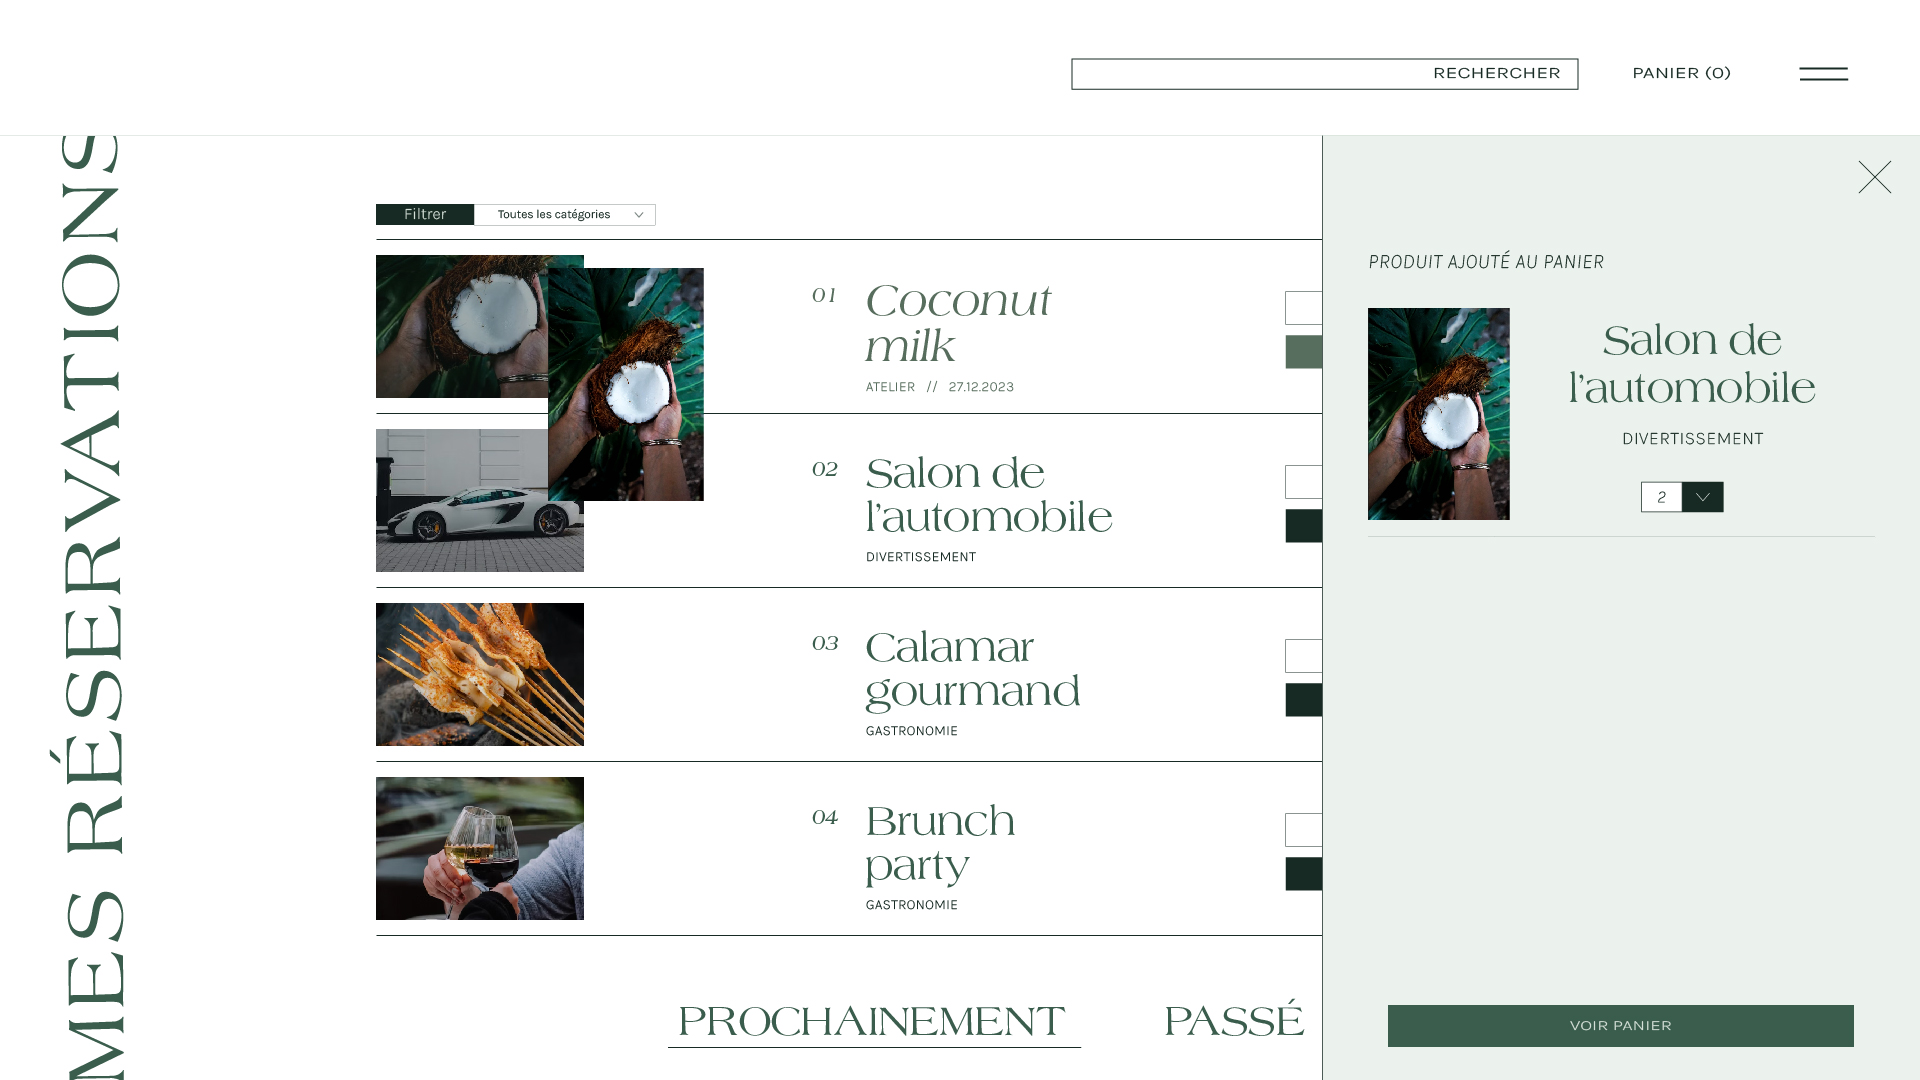 RECHERCHER
PANIER (0)
MES RÉSERVATIONS
Filtrer
Toutes les catégories
01
Coconut
milk
ATELIER // 27.12.2023
02
Salon de
l'automobile
DIVERTISSEMENT
03
Calamar
gourmand
GASTRONOMIE
04
Brunch
party
GASTRONOMIE
PROCHAINEMENT
PASSÉ
PRODUIT AJOUTÉ AU PANIER
Salon de
l'automobile
DIVERTISSEMENT
2
VOIR PANIER